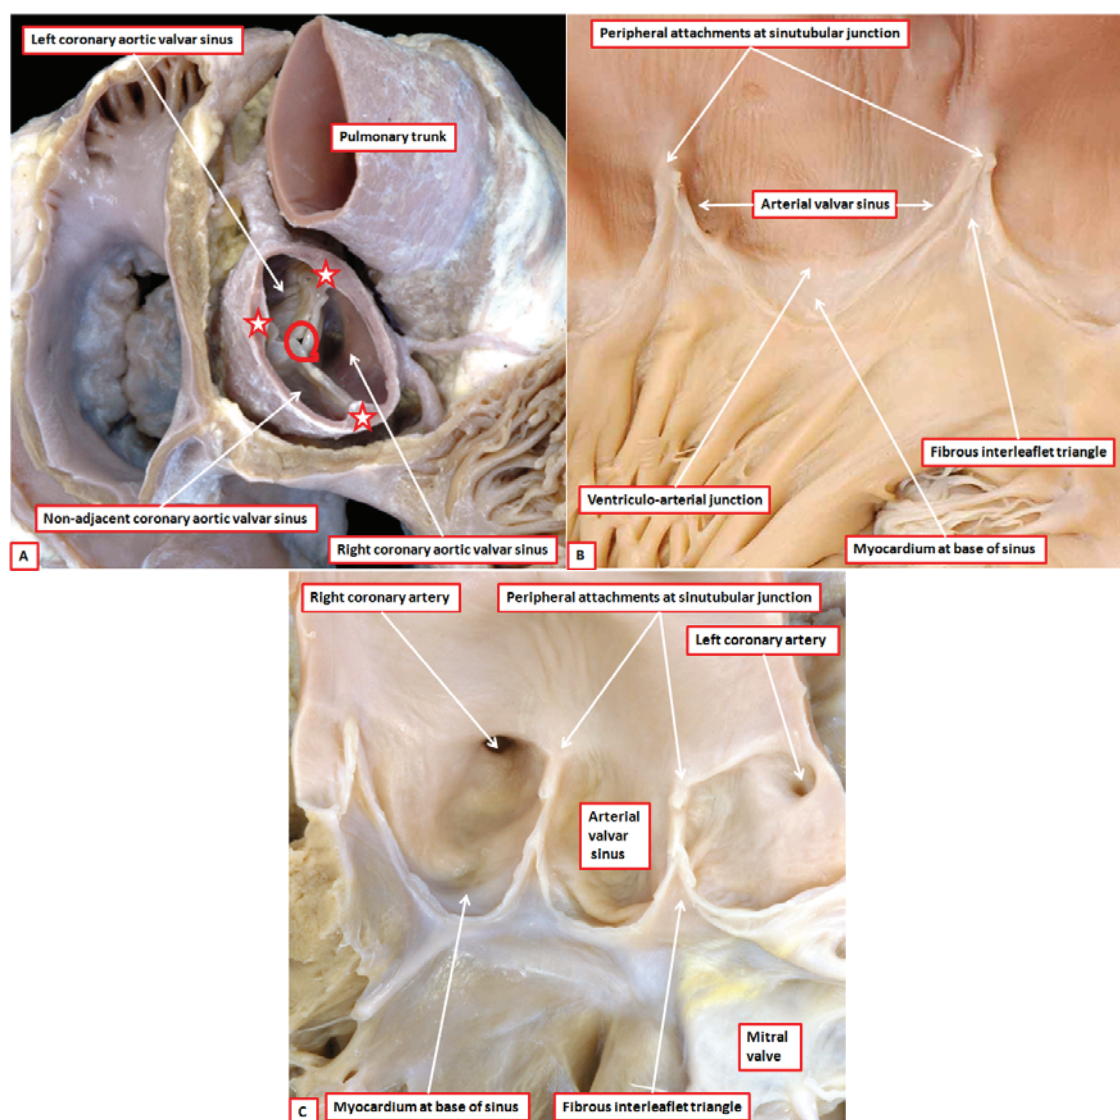 Left coronary aortic valvar sinus
Pulmonary trunk
Non-adjacent coronary aortic valvar sinus
Right coronary aortic valvar sinus
A
Peripheral attachments at sinutubular junction
Arterial valvar sinus
Fibrous interleaflet triangle
Ventriculo-arterial junction
Myocardium at base of sinus
B
Right coronary artery
Peripheral attachments at sinutubular junction
Left coronary artery
Arterial
valvar
sinus
Mitral
valve
Myocardium at base of sinus
Fibrous interleaflet triangle
C